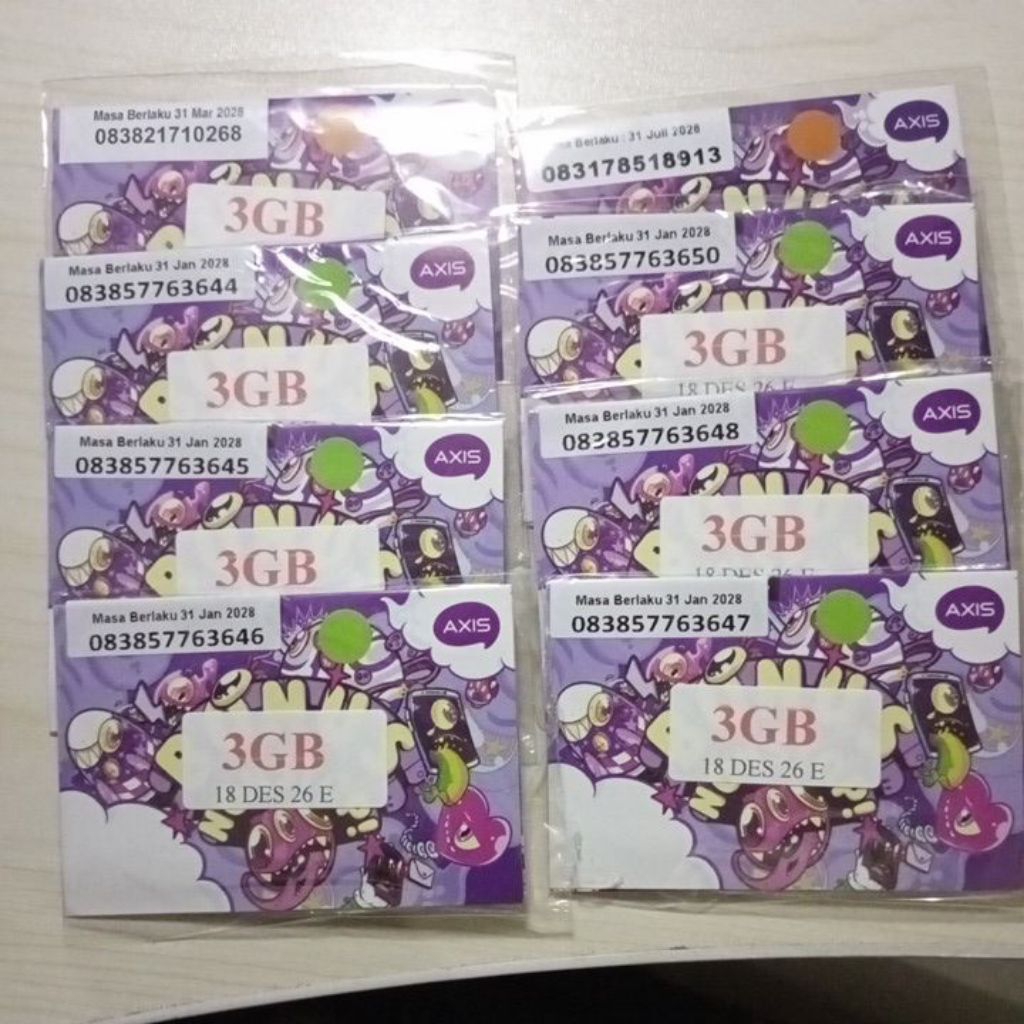 Masa Berlaku 31 Mar 2028
083821710268
3GB
Masa Berlaku 31 Jan 2028
083857763644
AXIS
3GB
Masa Berlaku 31 Jan 2028
083857763645
AXIS
3GB
Masa Berlaku 31 Jan 2028
083857763646
AXIS
3GB
18 DES 26 E
Berlaku : 31 Juli 2028
083178518913
AXIS
Masa Berlaku 31 Jan 2028
083857763650
AXIS
3GB
18 DES 26 E
Masa Berlaku 31 Jan 2028
083857763648
AXIS
3GB
18 DES 26 E
Masa Berlaku 31 Jan 2028
083857763647
AXIS
3GB
18 DES 26 E